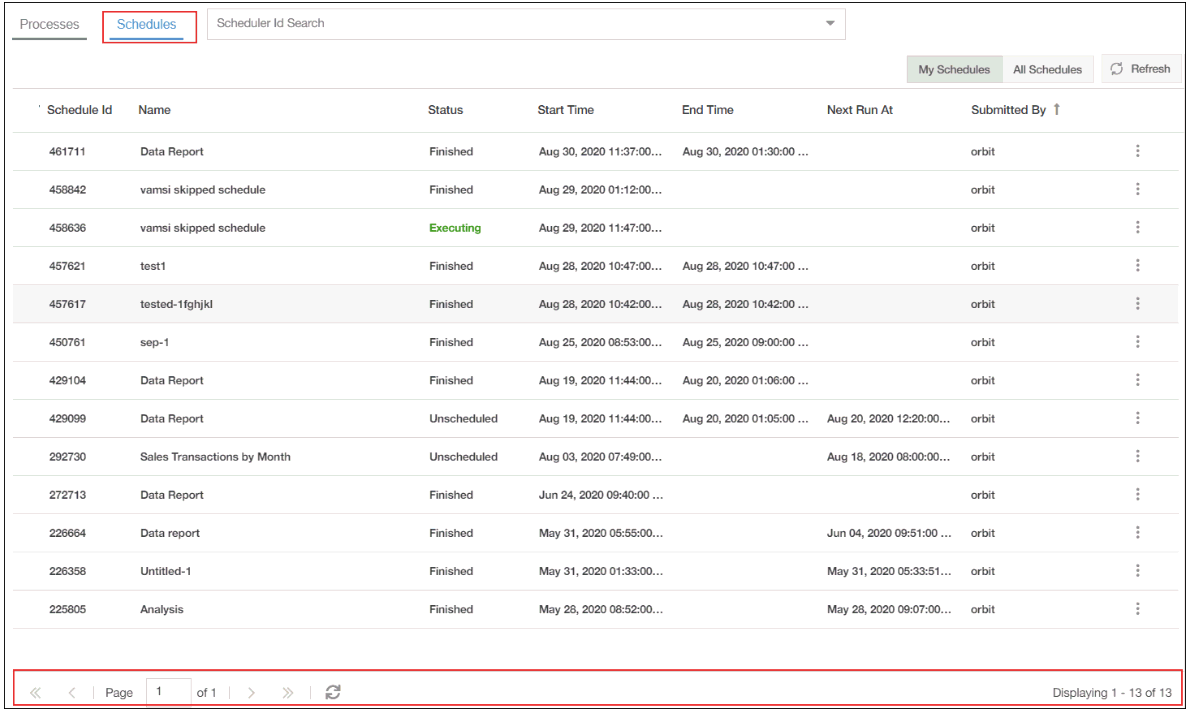 Processes Schedules Scheduler Id Search
My Schedules All Schedules Refresh
Schedule Id Name Status Start Time End Time Next Run At Submitted By ↑
461711 Data Report Finished Aug 30, 2020 11:37:00... Aug 30, 2020 01:30:00 ... orbit
458842 vamsi skipped schedule Finished Aug 29, 2020 01:12:00... orbit
458636 vamsi skipped schedule Executing Aug 29, 2020 11:47:00... orbit
457621 test1 Finished Aug 28, 2020 10:47:00... Aug 28, 2020 10:47:00 ... orbit
457617 tested-1fghjkl Finished Aug 28, 2020 10:42:00... Aug 28, 2020 10:42:00 ... orbit
450761 sep-1 Finished Aug 25, 2020 08:53:00... Aug 25, 2020 09:00:00 ... orbit
429104 Data Report Finished Aug 19, 2020 11:44:00... Aug 20, 2020 01:06:00 ... orbit
429099 Data Report Unscheduled Aug 19, 2020 11:44:00... Aug 20, 2020 01:05:00 ... Aug 20, 2020 12:20:00... orbit
292730 Sales Transactions by Month Unscheduled Aug 03, 2020 07:49:00... Aug 18, 2020 08:00:00... orbit
272713 Data Report Finished Jun 24, 2020 09:40:00 ... orbit
226664 Data report Finished May 31, 2020 05:55:00... Jun 04, 2020 09:51:00 ... orbit
226358 Untitled-1 Finished May 31, 2020 01:33:00... May 31, 2020 05:33:51... orbit
225805 Analysis Finished May 28, 2020 08:52:00... May 28, 2020 09:07:00... orbit
Page 1 of 1 Displaying 1 - 13 of 13